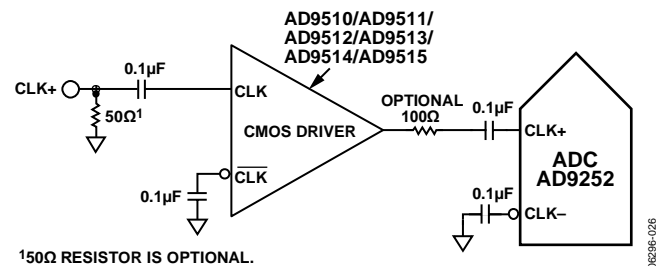 AD9510/AD9511/
AD9512/AD9513/
AD9514/AD9515
CLK+
0.1µF
50Ω¹
CLK
CMOS DRIVER
CLK
0.1µF
OPTIONAL
100Ω
0.1µF
CLK+
ADC
AD9252
0.1µF
CLK–
¹50Ω RESISTOR IS OPTIONAL.
06296-026